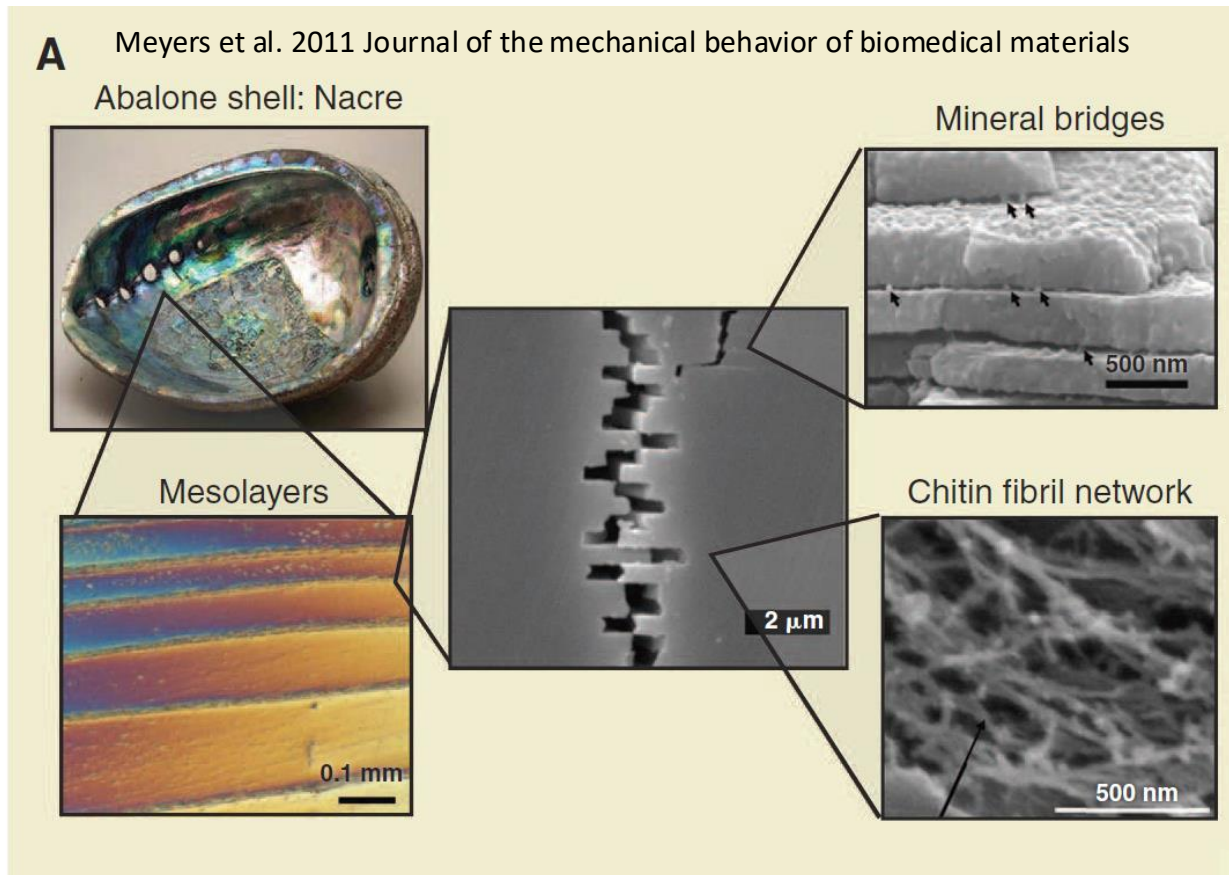 A
Meyers et al. 2011 Journal of the mechanical behavior of biomedical materials
Abalone shell: Nacre
Mineral bridges
500 nm
2 μm
Mesolayers
0.1 mm
Chitin fibril network
500 nm